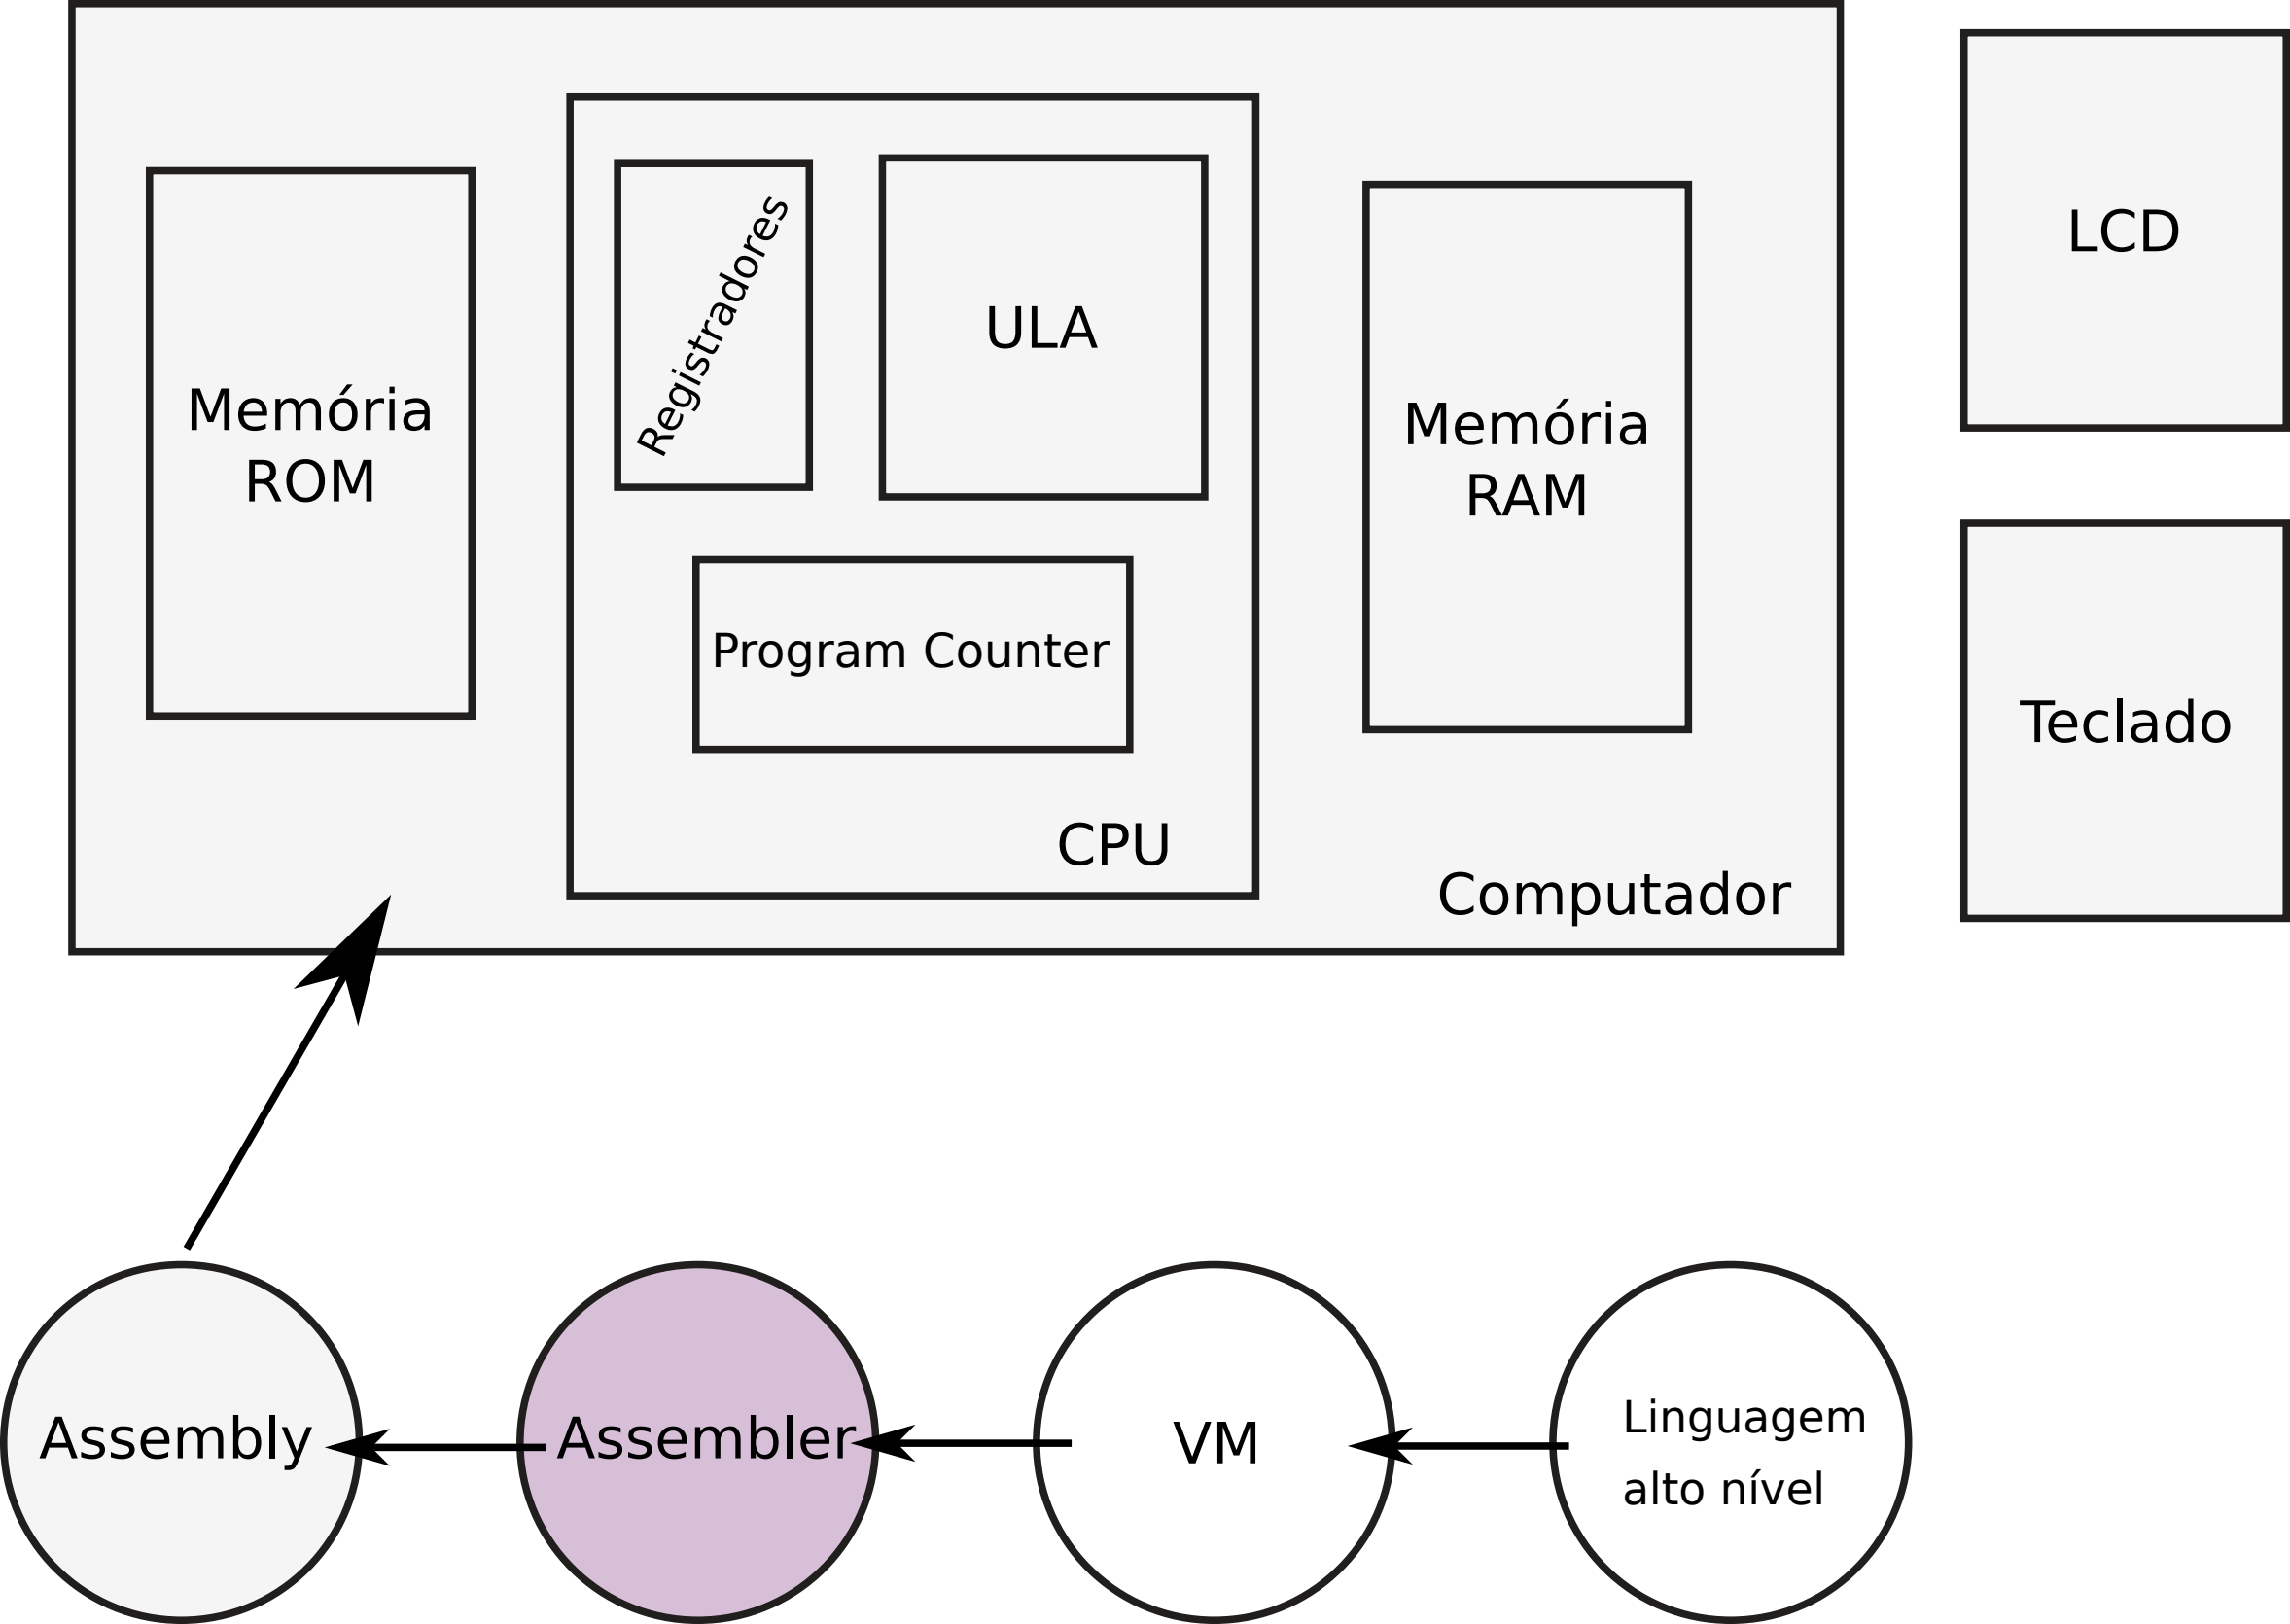 Memória
ROM
Registradores
ULA
Program Counter
CPU
Memória
RAM
Computador
LCD
Teclado
Assembly
Assembler
VM
Linguagem
alto nível